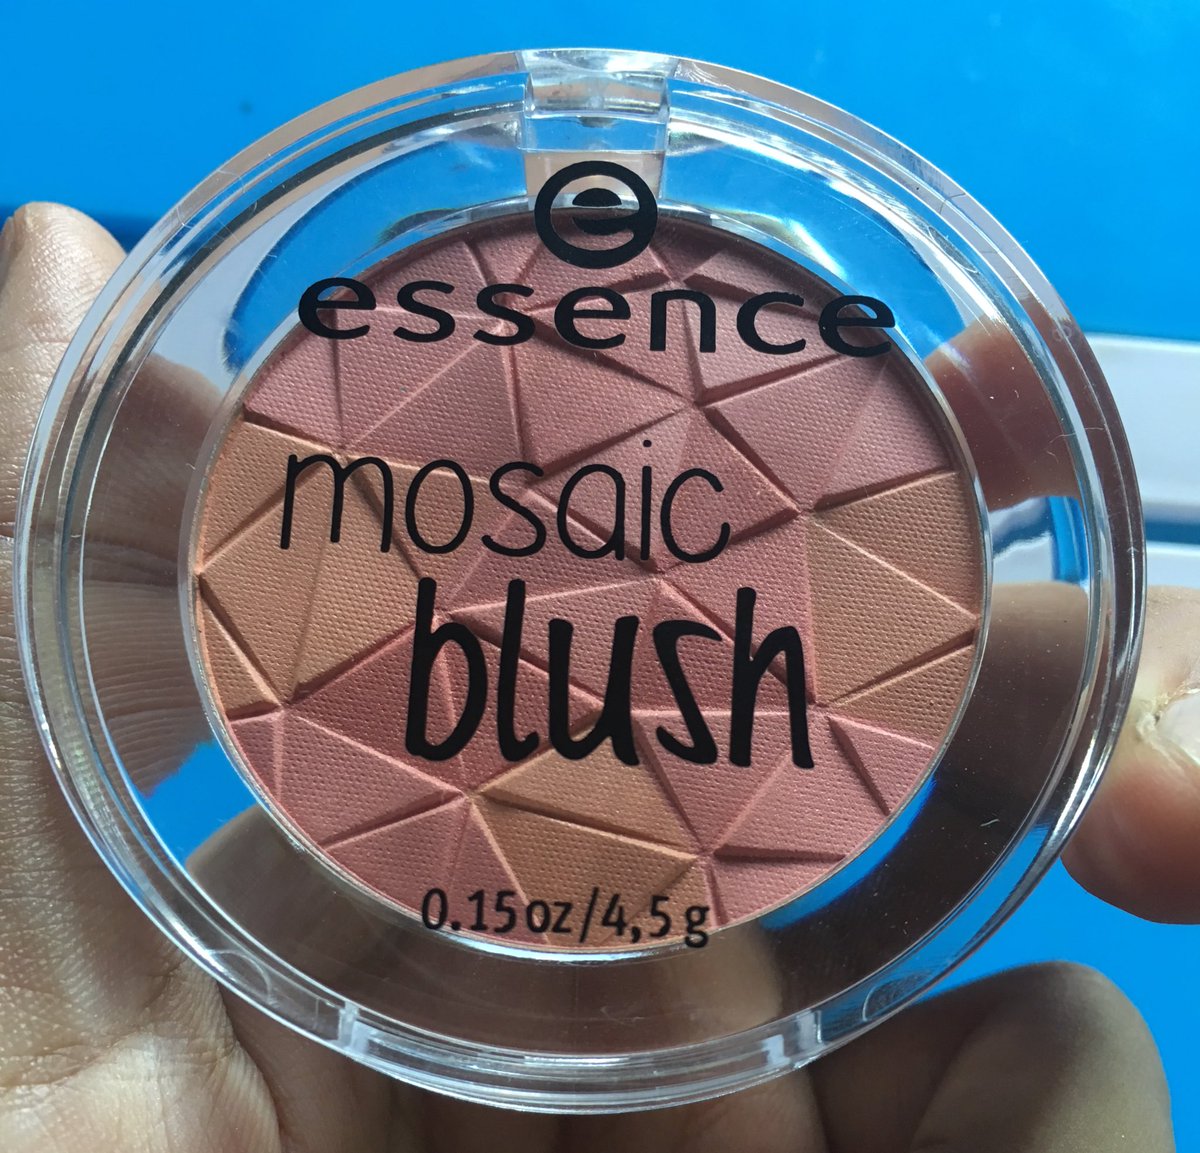 e
essence
mosaic
blush
0.15 oz/4,5 g